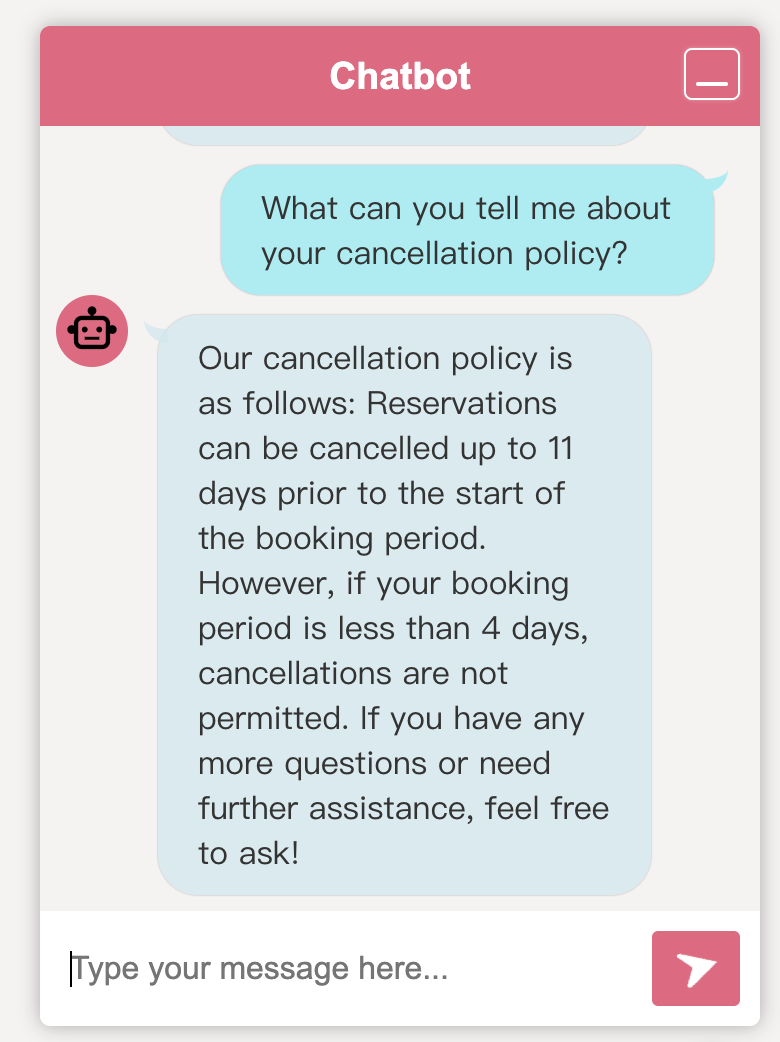 Chatbot
What can you tell me about
your cancellation policy?
Our cancellation policy is
as follows: Reservations
can be cancelled up to 11
days prior to the start of
the booking period.
However, if your booking
period is less than 4 days,
cancellations are not
permitted. If you have any
more questions or need
further assistance, feel free
to ask!
Type your message here...